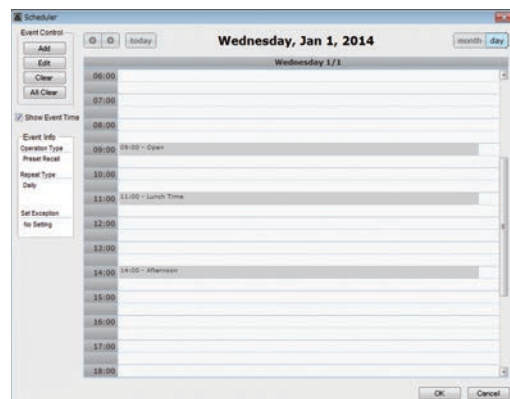 Scheduler
Event Control
Add
Edit
Clear
All Clear
Show Event Time
Event Info
Operation Type
Preset Recall
Repeat Type
Daily
Set Exception
No Setting
today
Wednesday, Jan 1, 2014
month day
Wednesday 1/1
06:00
07:00
08:00
09:00 09:00 - Open
10:00
11:00 11:00 - Lunch Time
12:00
13:00
14:00 14:00 - Afternoon
15:00
16:00
17:00
18:00
OK Cancel